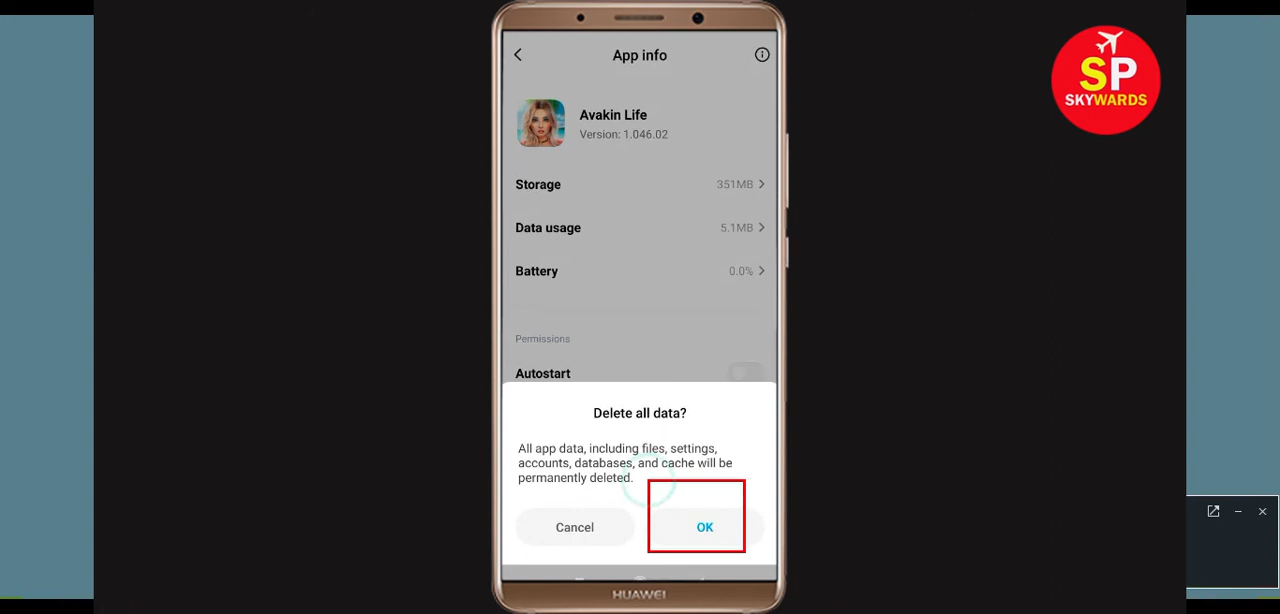 App info
SP
SKYWARDS
Avakin Life
Version: 1.046.02
Storage 351MB
Data usage 5.1MB
Battery 0.0%
Permissions
Autostart
Delete all data?
All app data, including files, settings,
accounts, databases, and cache will be
permanently deleted.
Cancel OK
HUAWEI